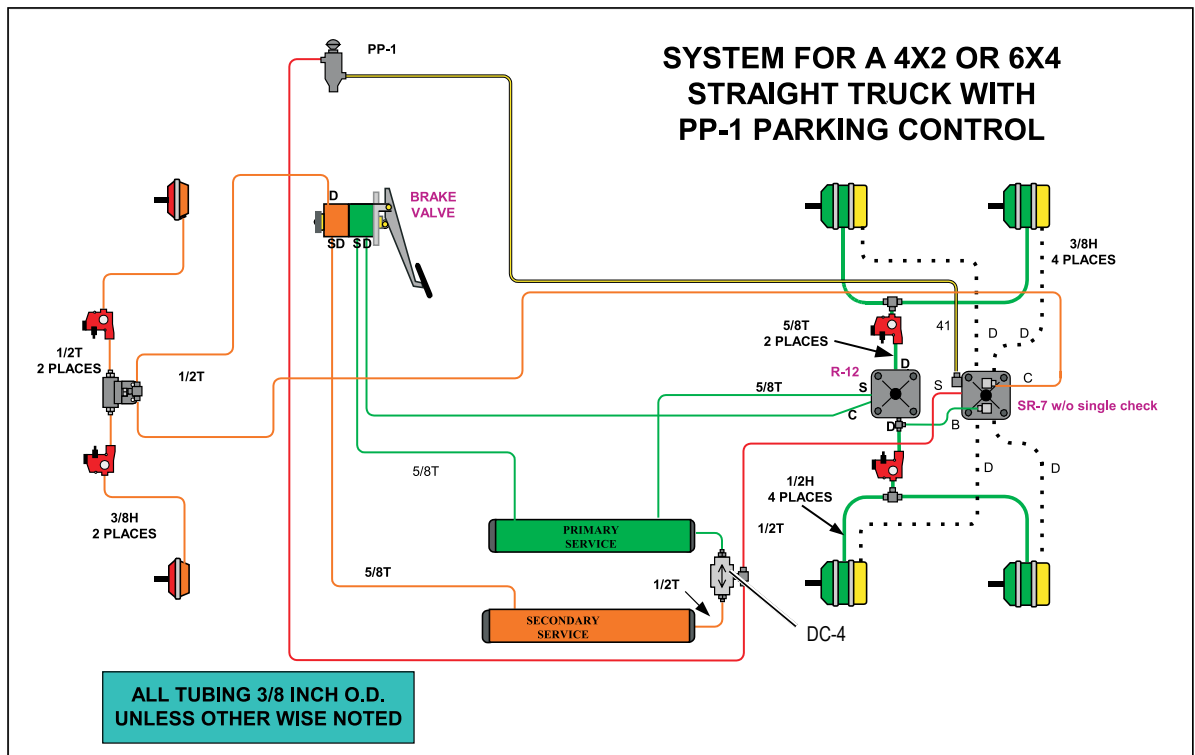 PP-1
SYSTEM FOR A 4X2 OR 6X4
STRAIGHT TRUCK WITH
PP-1 PARKING CONTROL
D
BRAKE
VALVE
SD
SD
3/8H
4 PLACES
5/8T
2 PLACES
41
D
D
1/2T
2 PLACES
1/2T
R-12
D
5/8T
S
S
C
C
SR-7 w/o single check
D
B
5/8T
D
D
1/2H
4 PLACES
3/8H
2 PLACES
1/2T
PRIMARY
SERVICE
5/8T
1/2T
SECONDARY
SERVICE
DC-4
ALL TUBING 3/8 INCH O.D.
UNLESS OTHER WISE NOTED